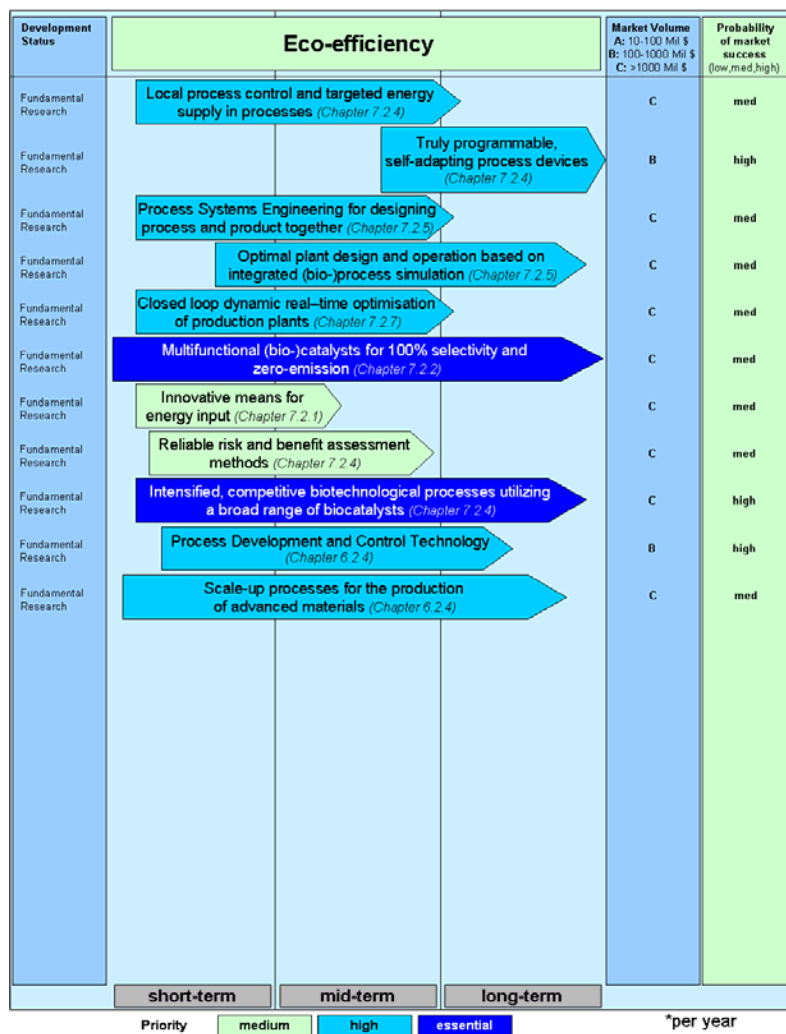 Development
Status
Eco-efficiency
Market Volume
A: 10-100 Mil $
B: 100-1000 Mil $
C: >1000 Mil $
Probability
of market
success
(low,med,high)
Fundamental
Research
Local process control and targeted energy
supply in processes (Chapter 7.2.4)
C
med
Fundamental
Research
Truly programmable,
self-adapting process devices
(Chapter 7.2.4)
B
high
Fundamental
Research
Process Systems Engineering for designing
process and product together (Chapter 7.2.5)
C
med
Fundamental
Research
Optimal plant design and operation based on
integrated (bio-)process simulation (Chapter 7.2.5)
C
med
Fundamental
Research
Closed loop dynamic real–time optimisation
of production plants (Chapter 7.2.7)
C
med
Fundamental
Research
Multifunctional (bio-)catalysts for 100% selectivity and
zero-emission (Chapter 7.2.2)
C
med
Fundamental
Research
Innovative means for
energy input (Chapter 7.2.1)
C
med
Fundamental
Research
Reliable risk and benefit assessment
methods (Chapter 7.2.4)
C
med
Fundamental
Research
Intensified, competitive biotechnological processes utilizing
a broad range of biocatalysts (Chapter 7.2.4)
C
high
Fundamental
Research
Process Development and Control Technology
(Chapter 6.2.4)
B
high
Fundamental
Research
Scale-up processes for the production
of advanced materials (Chapter 6.2.4)
C
med
short-term
mid-term
long-term
Priority
medium
high
essential
*per year